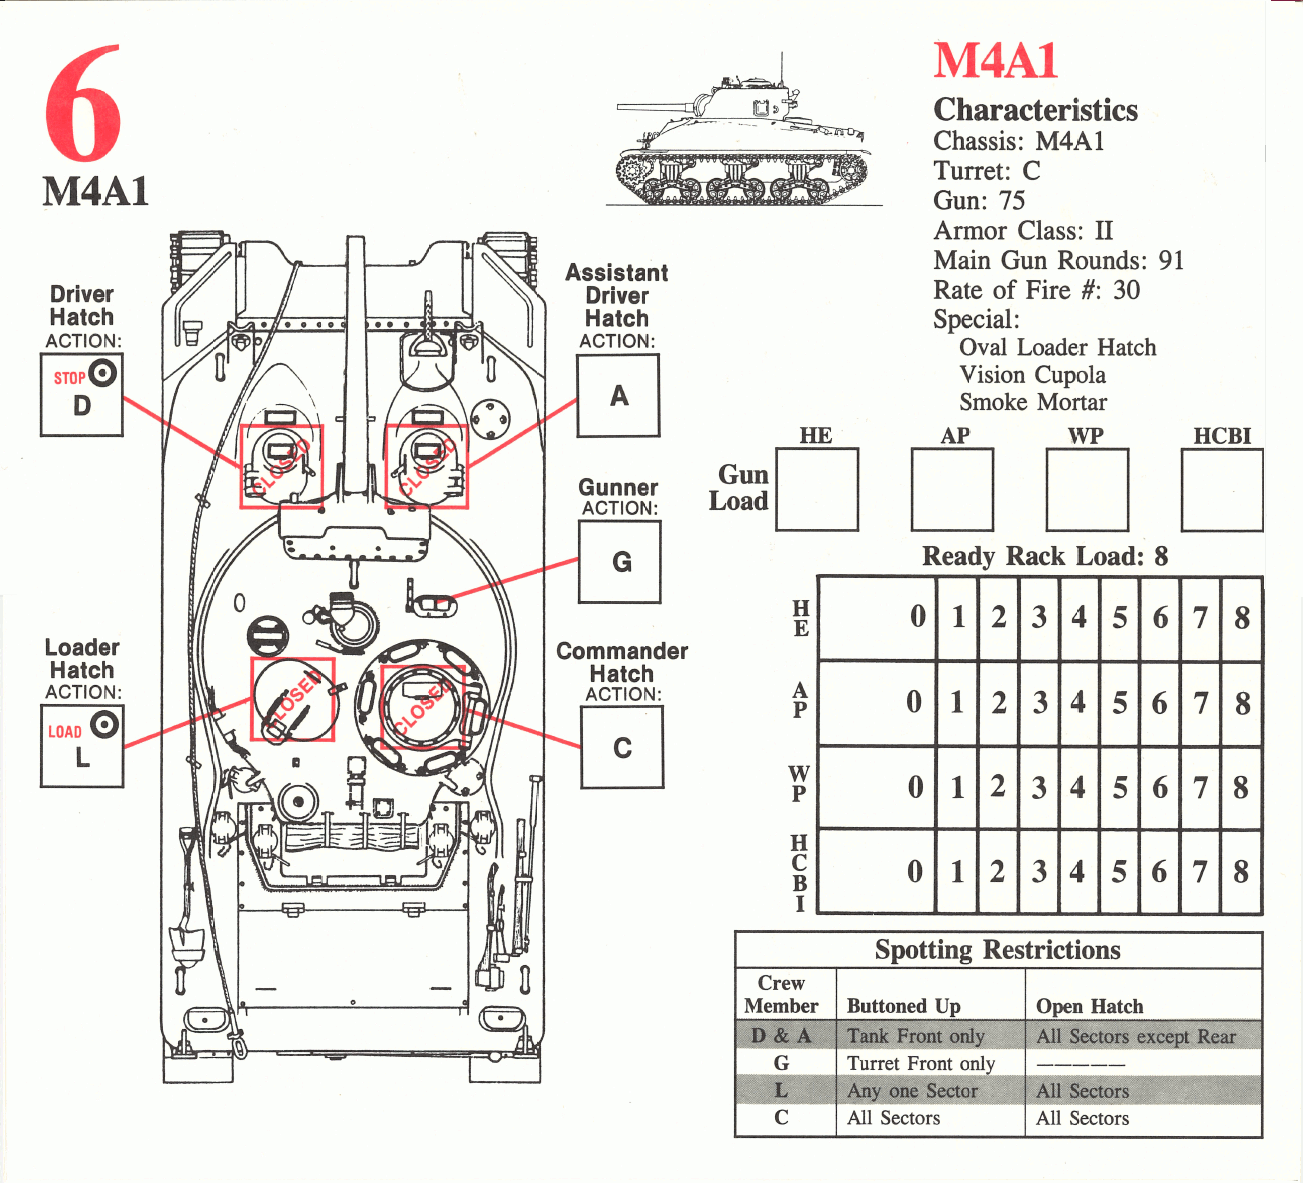 6
M4A1
M4A1
Characteristics
Chassis: M4A1
Turret: C
Gun: 75
Armor Class: II
Main Gun Rounds: 91
Rate of Fire #: 30
Special:
Oval Loader Hatch
Vision Cupola
Smoke Mortar
Driver
Hatch
ACTION:
STOP
D
Assistant
Driver
Hatch
ACTION:
A
CLOSED
CLOSED
Gunner
ACTION:
G
Loader
Hatch
ACTION:
LOAD
L
Commander
Hatch
ACTION:
C
CLOSED
CLOSED
HE AP WP HCBI
Gun
Load
Ready Rack Load: 8
HE 0 1 2 3 4 5 6 7 8
AP 0 1 2 3 4 5 6 7 8
WP 0 1 2 3 4 5 6 7 8
HCBI 0 1 2 3 4 5 6 7 8
Spotting Restrictions
Crew
Member Buttoned Up Open Hatch
D & A Tank Front only All Sectors except Rear
G Turret Front only —————
L Any one Sector All Sectors
C All Sectors All Sectors